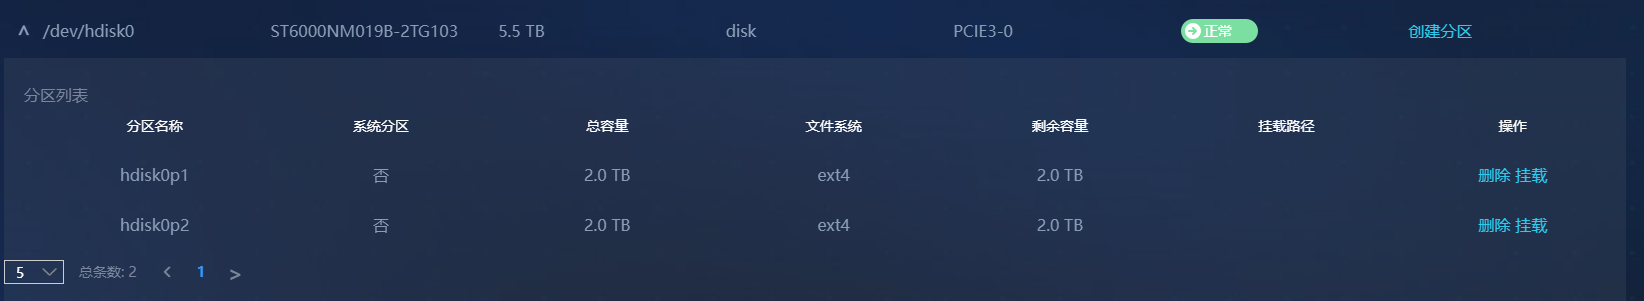 /dev/hdisk0 ST6000NM019B-2TG103 5.5 TB disk PCIE3-0 正常 创建分区
分区列表
分区名称 系统分区 总容量 文件系统 剩余容量 挂载路径 操作
hdisk0p1 否 2.0 TB ext4 2.0 TB 删除 挂载
hdisk0p2 否 2.0 TB ext4 2.0 TB 删除 挂载
5 总条数: 2 < 1 >